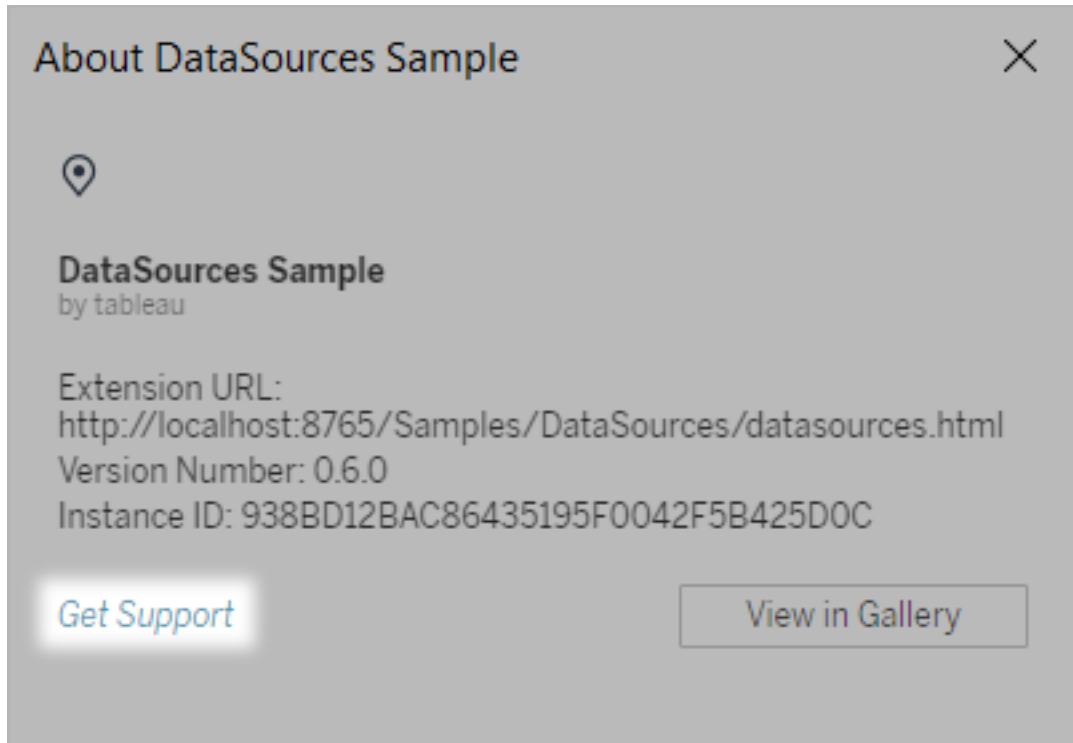 About DataSources Sample
DataSources Sample
by tableau
Extension URL:
http://localhost:8765/Samples/DataSources/datasources.html
Version Number: 0.6.0
Instance ID: 938BD12BAC86435195F0042F5B425D0C
Get Support
View in Gallery